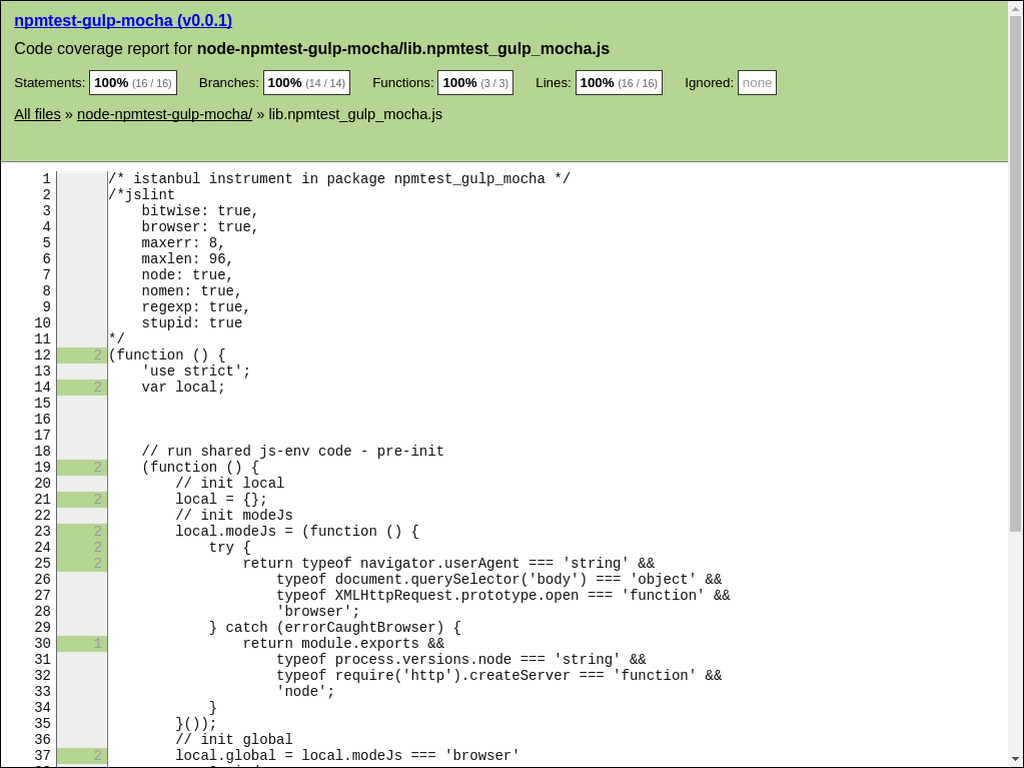 npmtest-gulp-mocha (v0.0.1)
Code coverage report for node-npmtest-gulp-mocha/lib.npmtest_gulp_mocha.js
Statements: 100% (16 / 16) Branches: 100% (14 / 14) Functions: 100% (3 / 3) Lines: 100% (16 / 16) Ignored: none
All files » node-npmtest-gulp-mocha/ » lib.npmtest_gulp_mocha.js
1 /* istanbul instrument in package npmtest_gulp_mocha */
2 /*jslint
3     bitwise: true,
4     browser: true,
5     maxerr: 8,
6     maxlen: 96,
7     node: true,
8     nomen: true,
9     regexp: true,
10     stupid: true
11 */
12 2 (function () {
13     'use strict';
14 2     var local;
15
16
17
18     // run shared js-env code - pre-init
19 2     (function () {
20         // init local
21 2         local = {};
22         // init modeJs
23 2         local.modeJs = (function () {
24 2             try {
25 2                 return typeof navigator.userAgent === 'string' &&
26                     typeof document.querySelector('body') === 'object' &&
27                     typeof XMLHttpRequest.prototype.open === 'function' &&
28                     'browser';
29             } catch (errorCaughtBrowser) {
30 1                 return module.exports &&
31                     typeof process.versions.node === 'string' &&
32                     typeof require('http').createServer === 'function' &&
33                     'node';
34             }
35         }());
36         // init global
37 2         local.global = local.modeJs === 'browser'